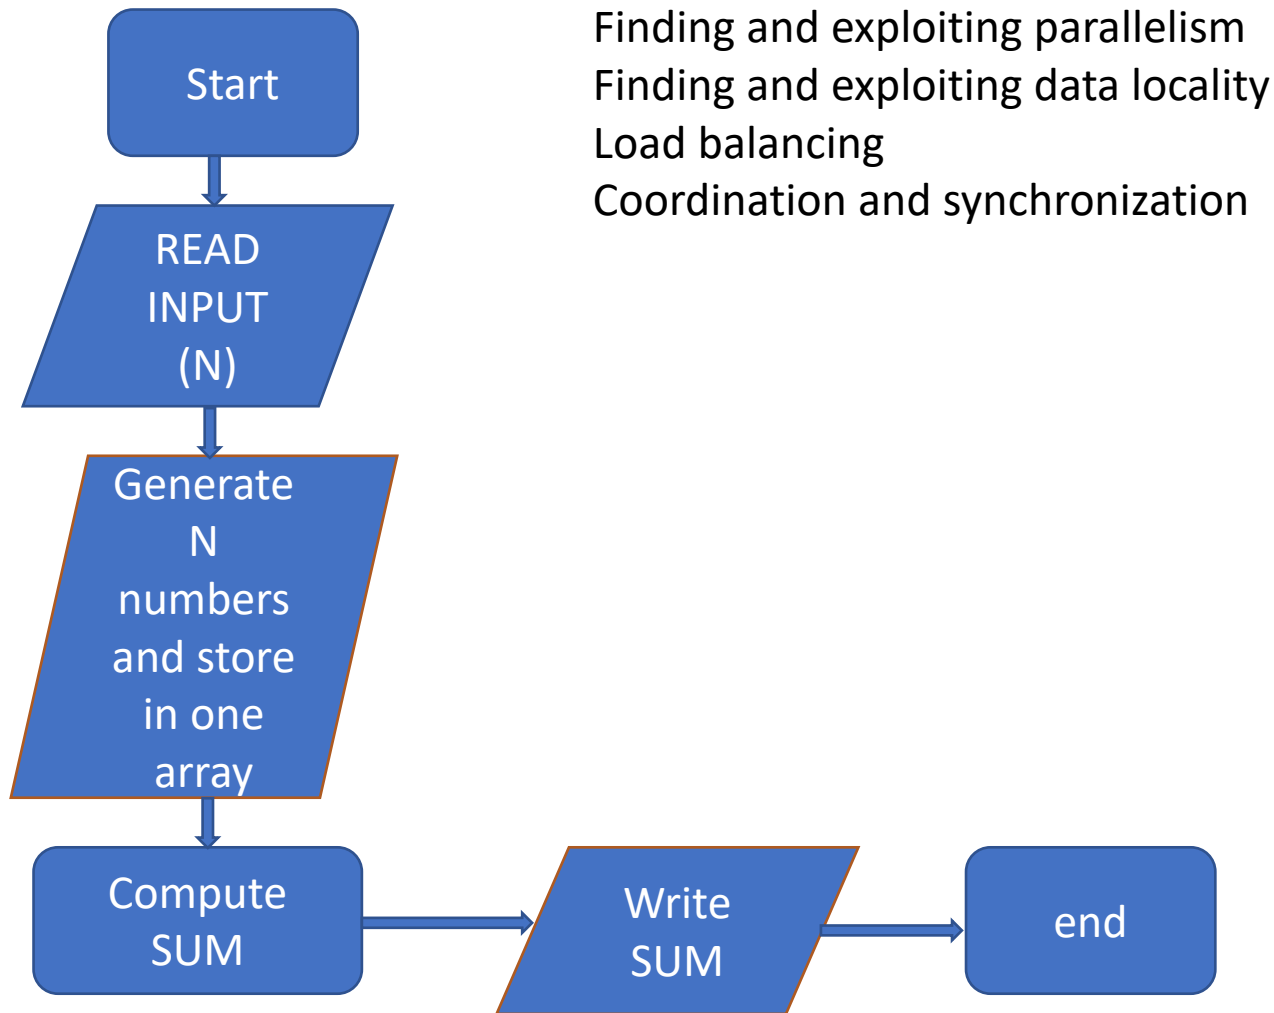 Start
Finding and exploiting parallelism
Finding and exploiting data locality
Load balancing
Coordination and synchronization
READ
INPUT
(N)
Generate
N
numbers
and store
in one
array
Compute
SUM
Write
SUM
end